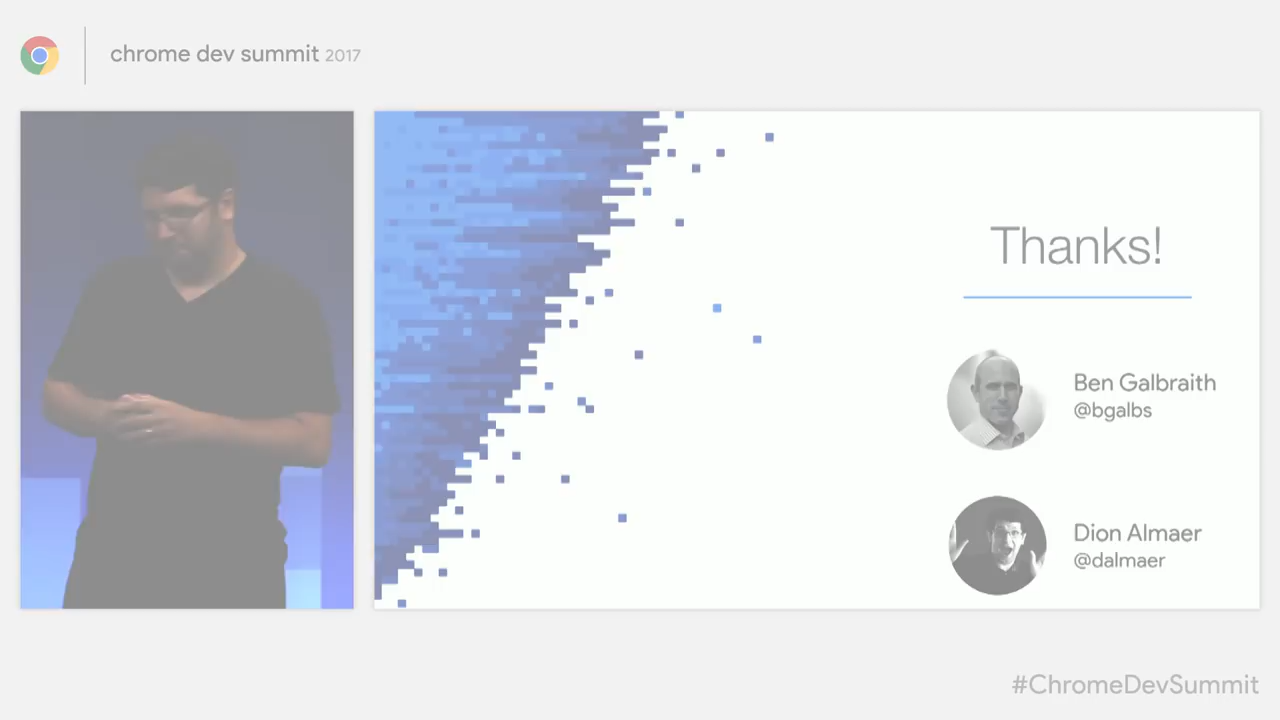 chrome dev summit 2017
Thanks!
Ben Galbraith
@bgalbs
Dion Almaer
@dalmaer
#ChromeDevSummit